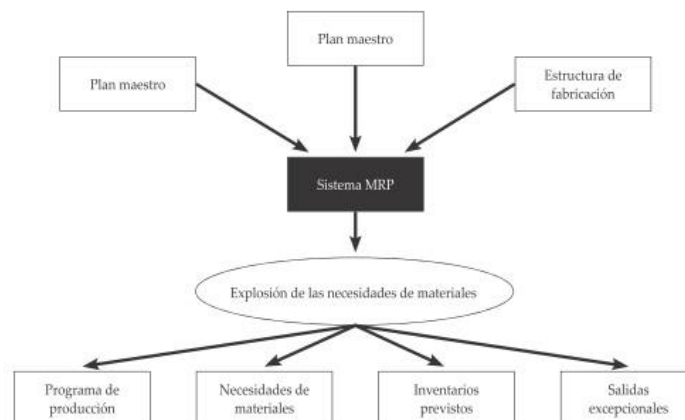 Plan maestro
Plan maestro
Estructura de
fabricación
Sistema MRP
Explosión de las necesidades de materiales
Programa de
producción
Necesidades de
materiales
Inventarios
previstos
Salidas
excepcionales